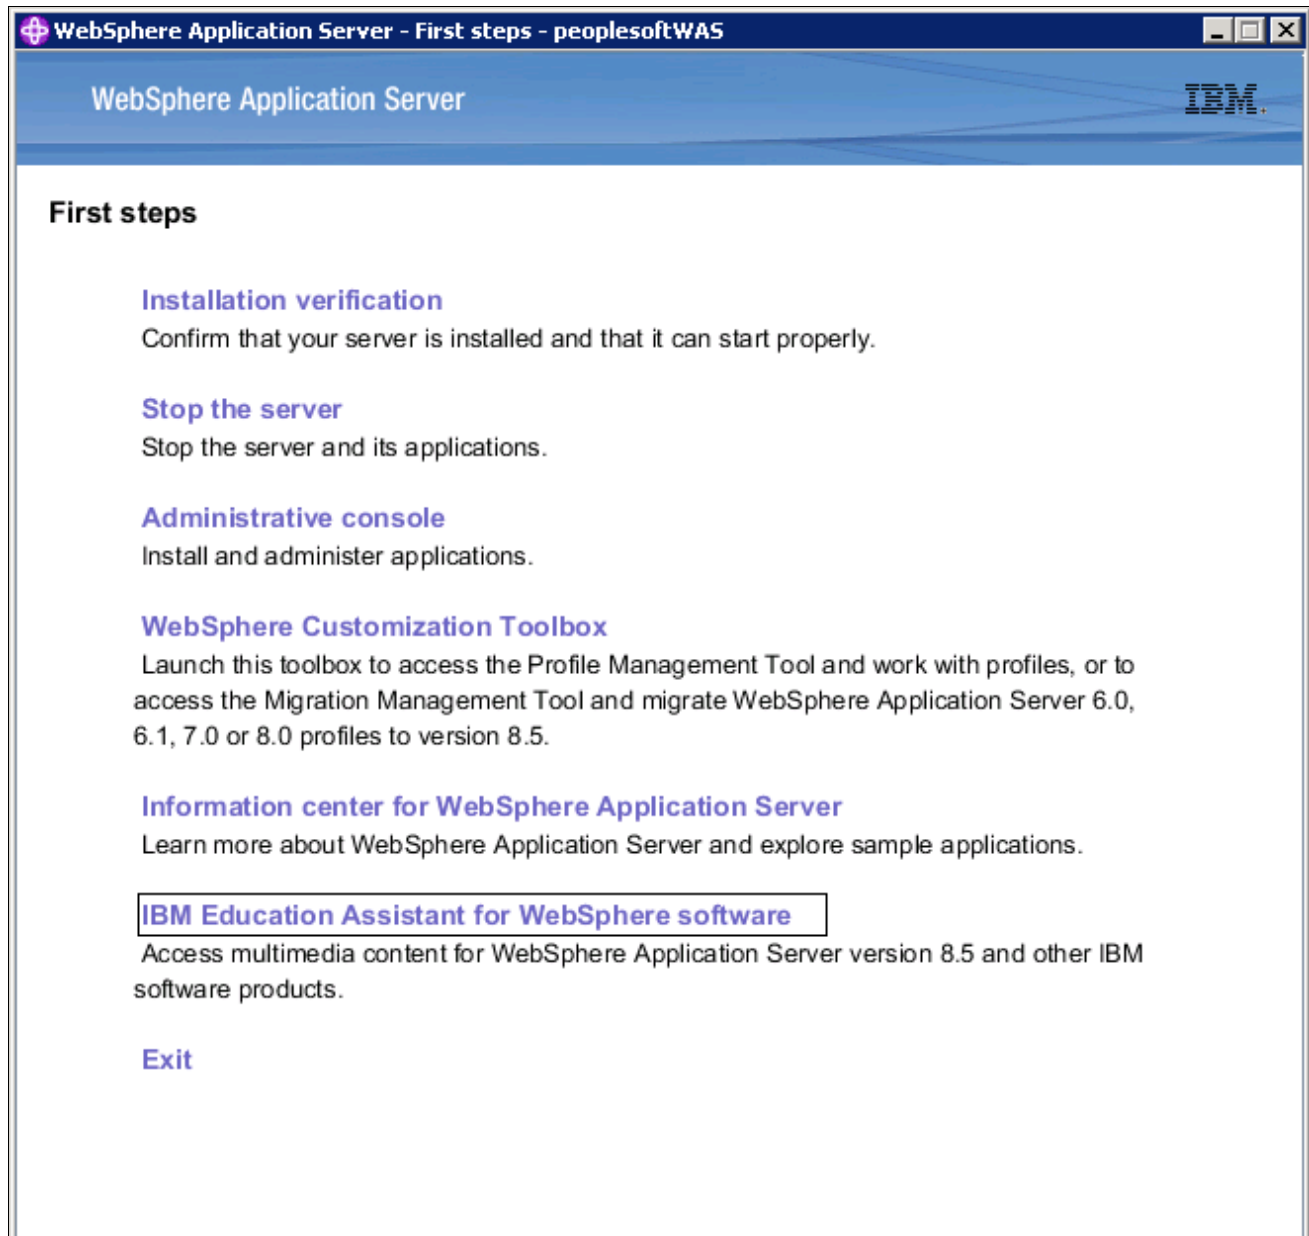 WebSphere Application Server - First steps - peoplesoftWAS
WebSphere Application Server
IBM.
First steps
Installation verification
Confirm that your server is installed and that it can start properly.
Stop the server
Stop the server and its applications.
Administrative console
Install and administer applications.
WebSphere Customization Toolbox
Launch this toolbox to access the Profile Management Tool and work with profiles, or to
access the Migration Management Tool and migrate WebSphere Application Server 6.0,
6.1, 7.0 or 8.0 profiles to version 8.5.
Information center for WebSphere Application Server
Learn more about WebSphere Application Server and explore sample applications.
IBM Education Assistant for WebSphere software
Access multimedia content for WebSphere Application Server version 8.5 and other IBM
software products.
Exit